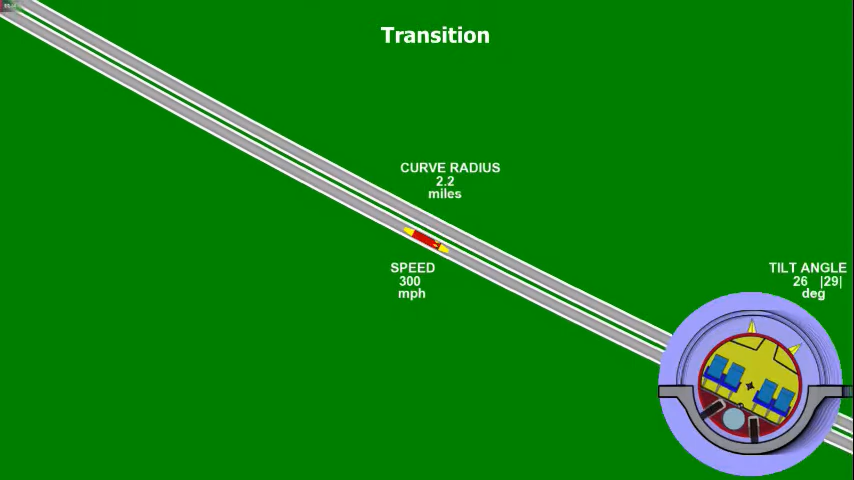 Transition
CURVE RADIUS
2.2
miles
SPEED
300
mph
TILT ANGLE
26 |29|
deg